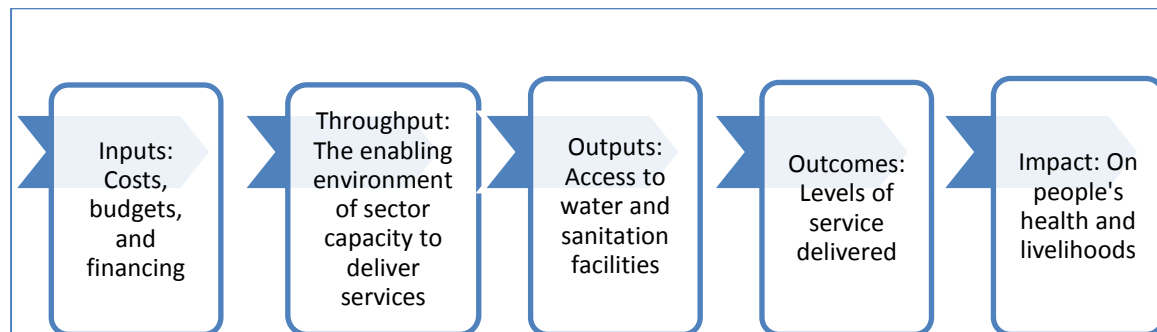 Inputs:
Costs,
budgets,
and
financing
Throughput:
The enabling
environment
of sector
capacity to
deliver
services
Outputs:
Access to
water and
sanitation
facilities
Outcomes:
Levels of
service
delivered
Impact: On
people's
health and
livelihoods